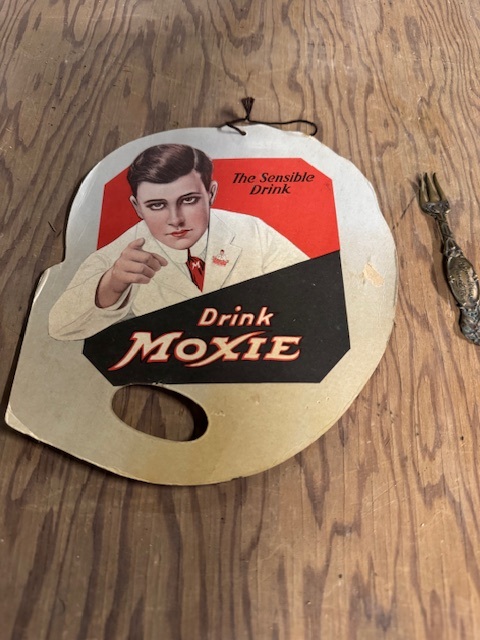 The Sensible
Drink
Drink
MOXIE